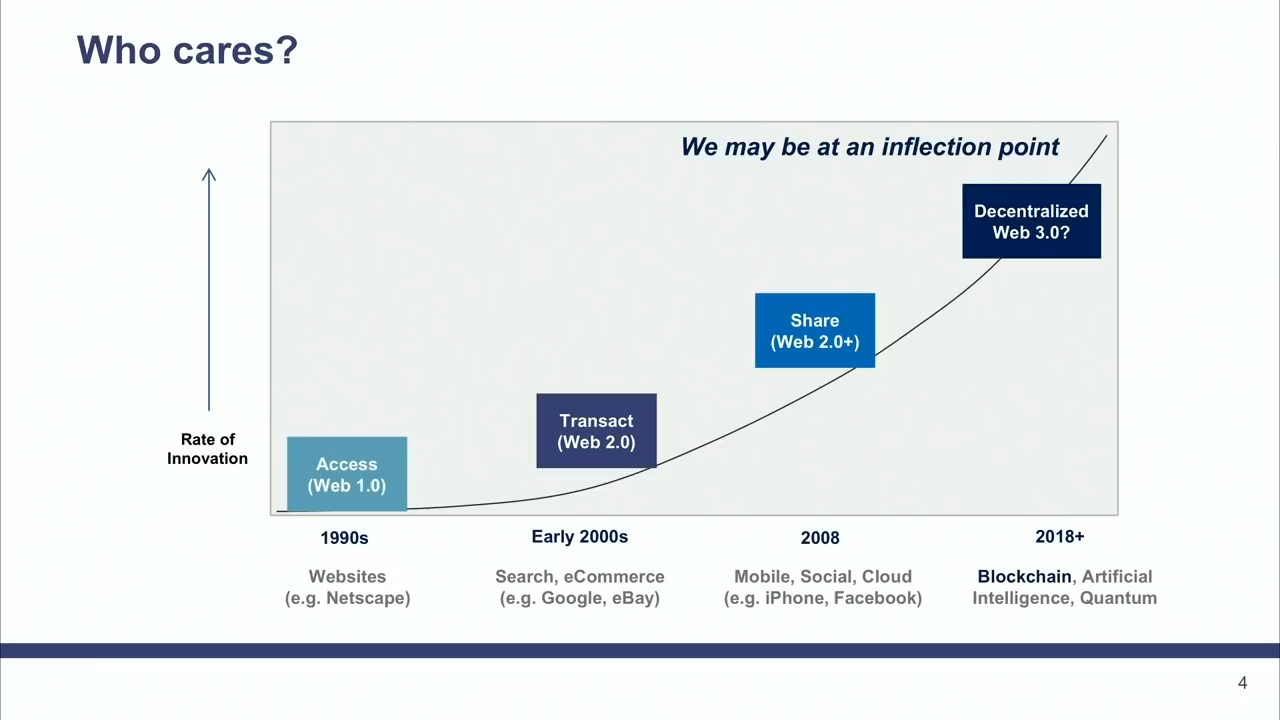 Who cares?
We may be at an inflection point
Decentralized
Web 3.0?
Share
(Web 2.0+)
Transact
(Web 2.0)
Rate of
Innovation
Access
(Web 1.0)
1990s
Early 2000s
2008
2018+
Websites
(e.g. Netscape)
Search, eCommerce
(e.g. Google, eBay)
Mobile, Social, Cloud
(e.g. iPhone, Facebook)
Blockchain, Artificial
Intelligence, Quantum
4